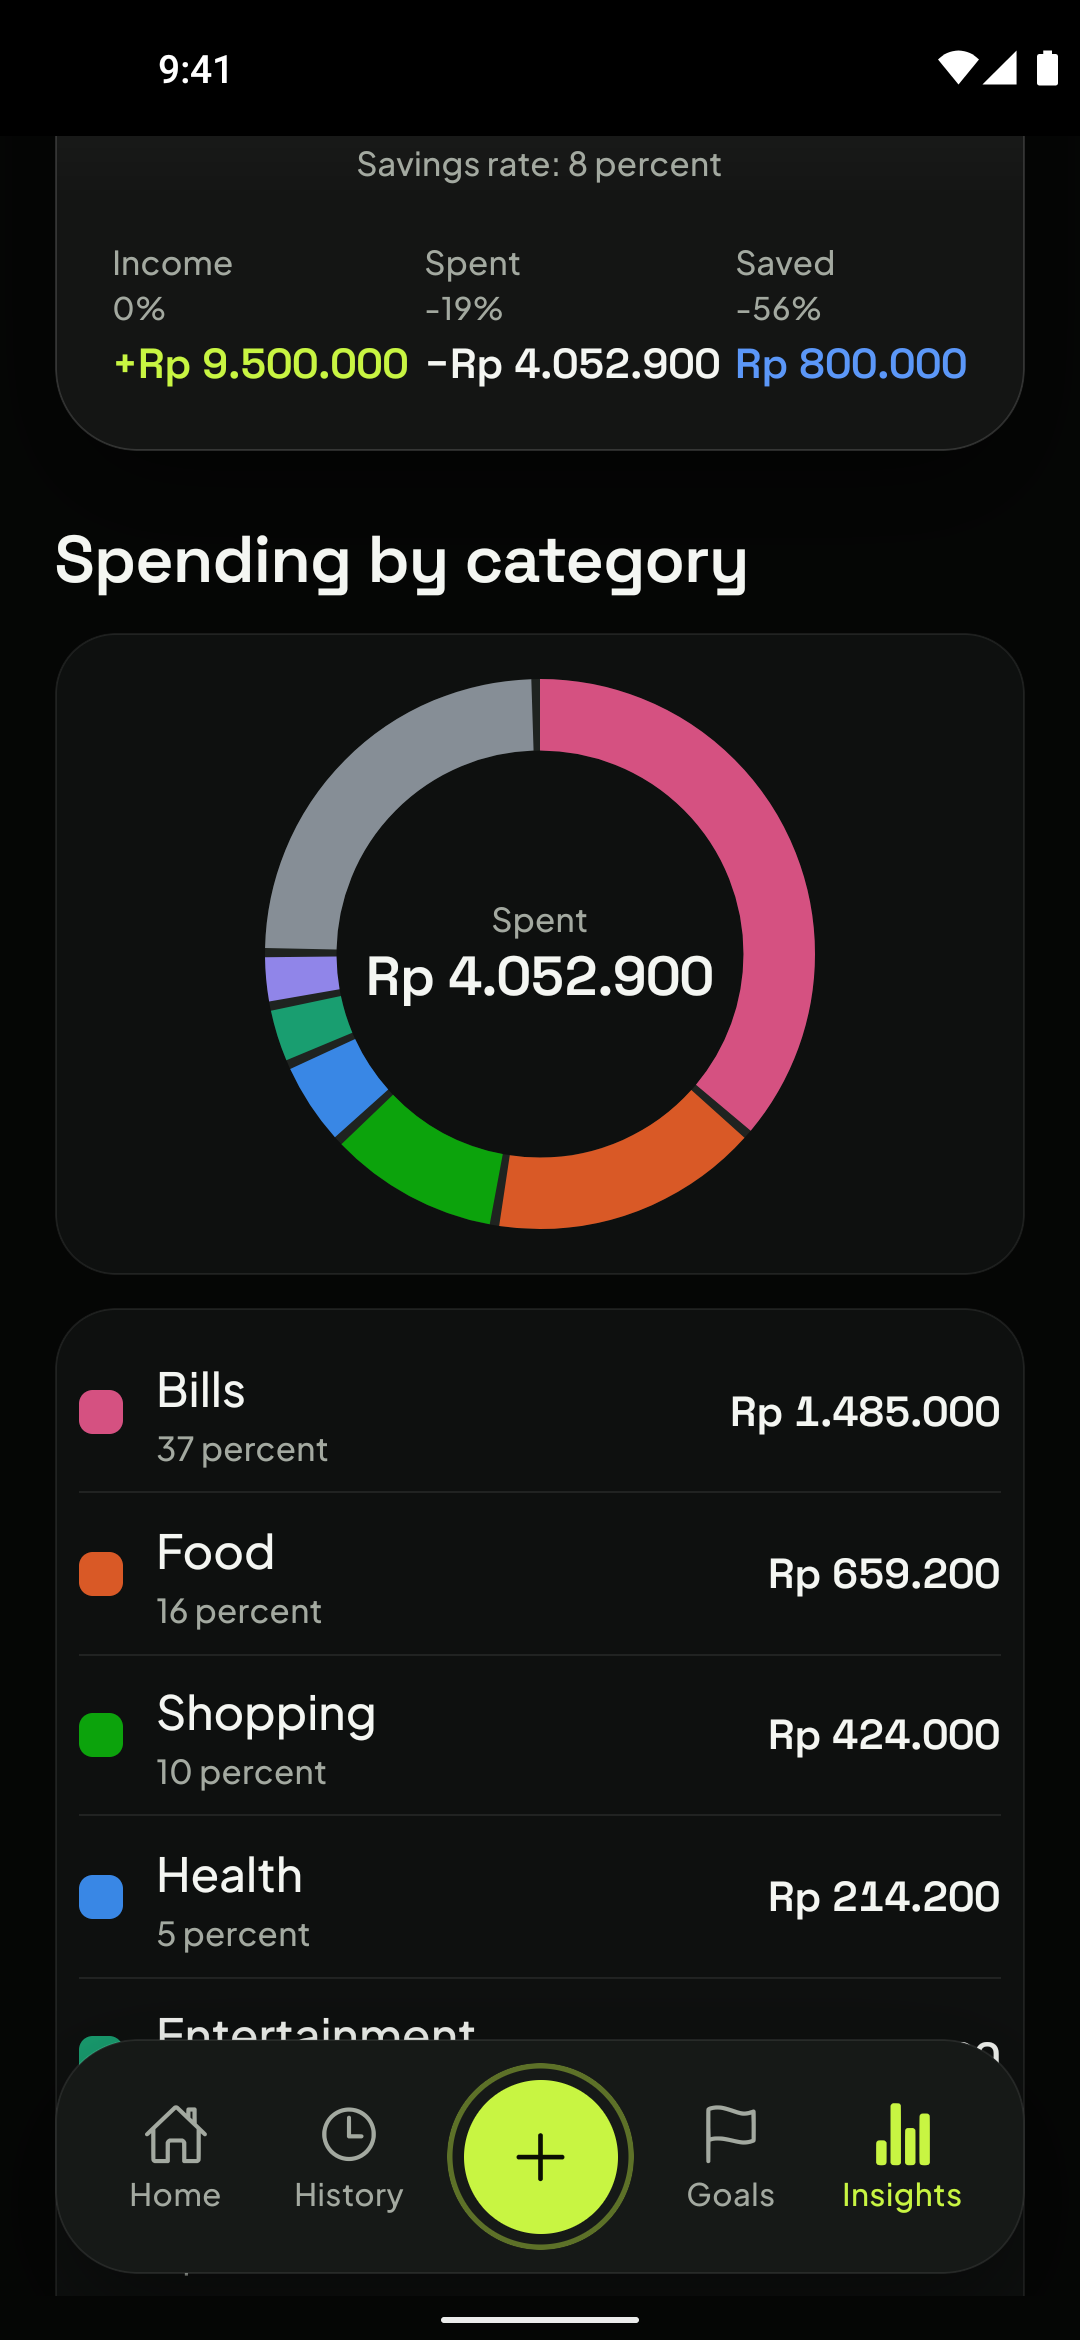 9:41
Savings rate: 8 percent
Income
0%
+Rp 9.500.000
Spent
-19%
−Rp 4.052.900
Saved
-56%
Rp 800.000
Spending by category
Spent
Rp 4.052.900
Bills
37 percent
Rp 1.485.000
Food
16 percent
Rp 659.200
Shopping
10 percent
Rp 424.000
Health
5 percent
Rp 214.200
Entertainment
Home
History
Goals
Insights